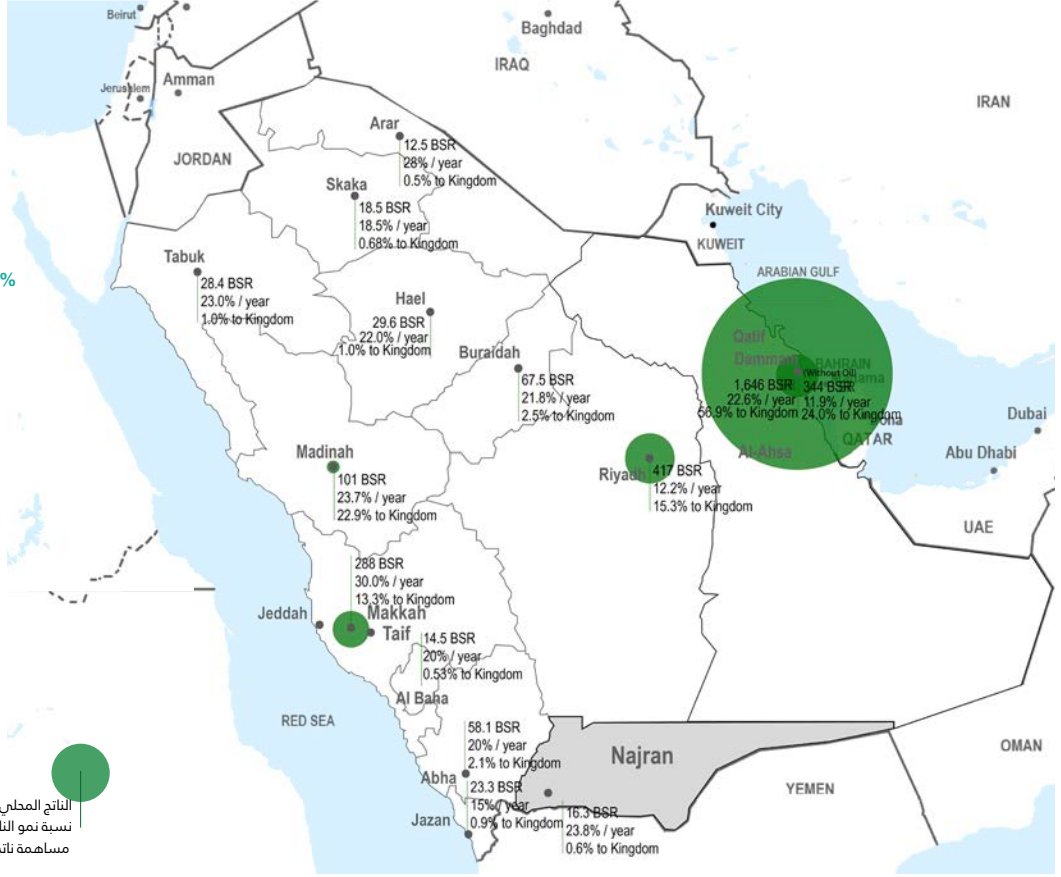 Beirut
Baghdad
IRAQ
Jerusalem
Amman
IRAN
JORDAN
Arar
12.5 BSR
28% / year
0.5% to Kingdom
Skaka
18.5 BSR
18.5% / year
0.68% to Kingdom
Kuweit City
KUWEIT
Tabuk
28.4 BSR
23.0% / year
1.0% to Kingdom
%
ARABIAN GULF
Hael
29.6 BSR
22.0% / year
1.0% to Kingdom
Buraidah
67.5 BSR
21.8% / year
2.5% to Kingdom
Qatif
Dammam
BAHRAIN
(Without Oil)
1,646 BSR
22.6% / year
56.9% to Kingdom
344 BSR
11.9% / year
24.0% to Kingdom
QATAR
Al-Ahsa
Dubai
Abu Dhabi
UAE
Madinah
101 BSR
23.7% / year
22.9% to Kingdom
Riyadh
417 BSR
12.2% / year
15.3% to Kingdom
288 BSR
30.0% / year
13.3% to Kingdom
Jeddah
Makkah
Taif
14.5 BSR
20% / year
0.53% to Kingdom
Al Baha
RED SEA
58.1 BSR
20% / year
2.1% to Kingdom
Abha
23.3 BSR
15% / year
0.9% to Kingdom
Jazan
Najran
16.3 BSR
23.8% / year
0.6% to Kingdom
YEMEN
OMAN
الناتج المحلي
نسبة نمو النا
مساهمة نات